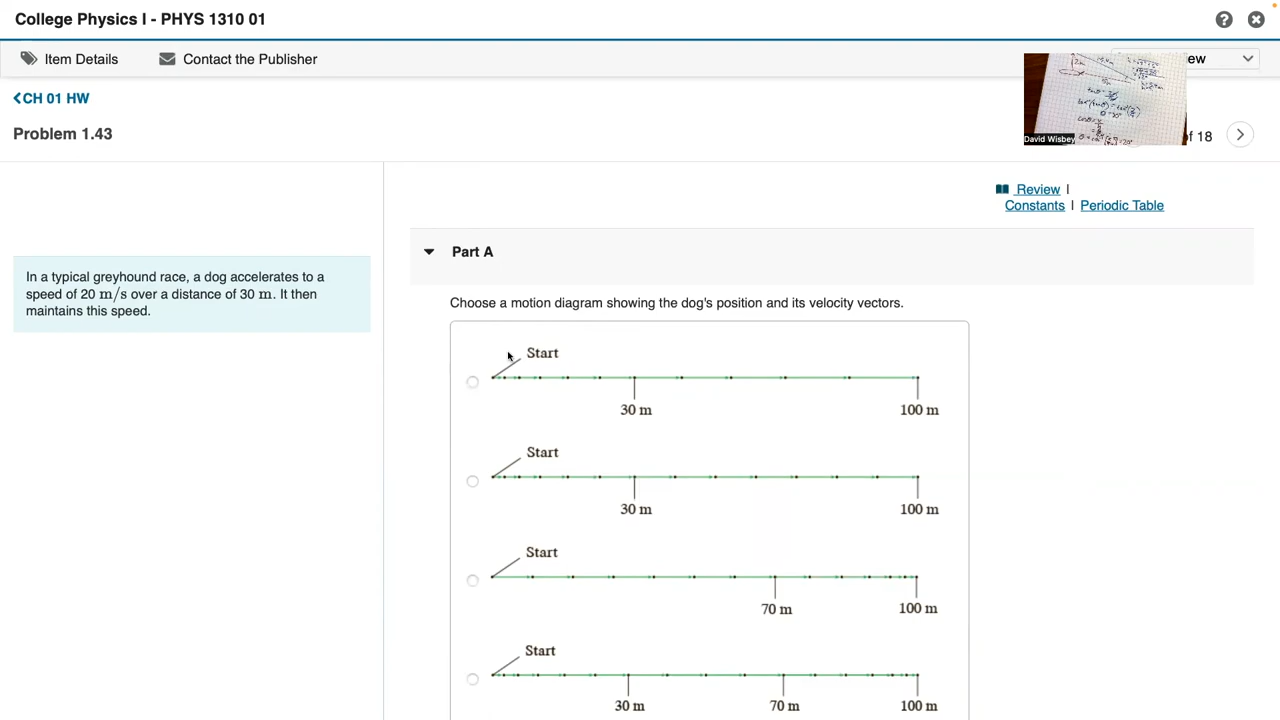 College Physics I - PHYS 1310 01
Item Details
Contact the Publisher
ew
CH 01 HW
Problem 1.43
David Wisbey
f 18
Review |
Constants | Periodic Table
In a typical greyhound race, a dog accelerates to a
speed of 20 m/s over a distance of 30 m. It then
maintains this speed.
Part A
Choose a motion diagram showing the dog's position and its velocity vectors.
Start
30 m 100 m
Start
30 m 100 m
Start
70 m 100 m
Start
30 m 70 m 100 m